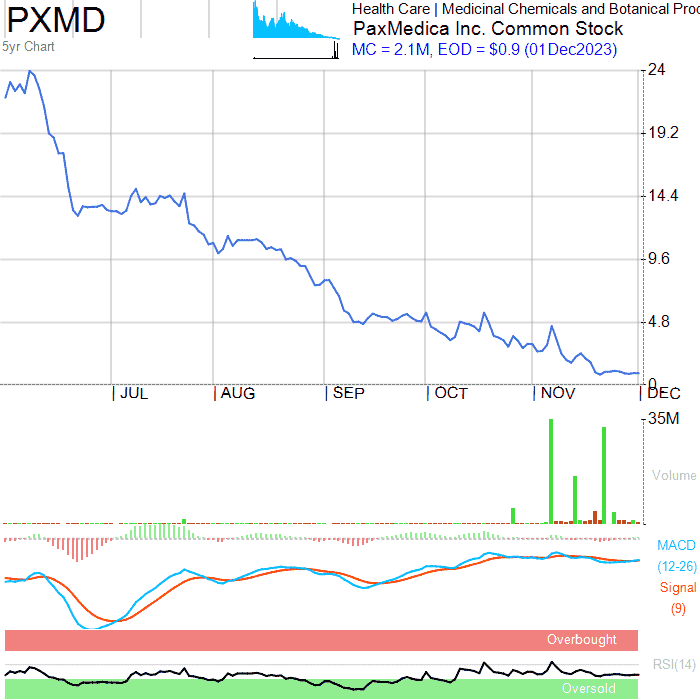 PXMD
5yr Chart
Health Care | Medicinal Chemicals and Botanical Proc
PaxMedica Inc. Common Stock
MC = 2.1M, EOD = $0.9 (01Dec2023)
24
19.2
14.4
9.6
4.8
0
JUL
AUG
SEP
OCT
NOV
DEC
35M
Volume
MACD
(12-26)
Signal
(9)
Overbought
RSI(14)
Oversold